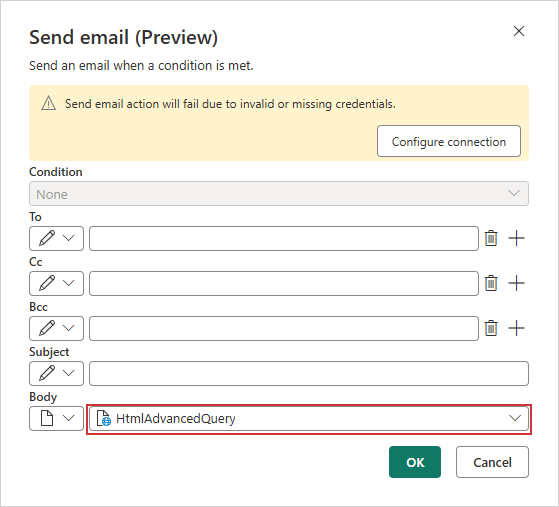 Send email (Preview)
Send an email when a condition is met.
Send email action will fail due to invalid or missing credentials.
Configure connection
Condition
None
To
Cc
Bcc
Subject
Body
HtmlAdvancedQuery
OK Cancel